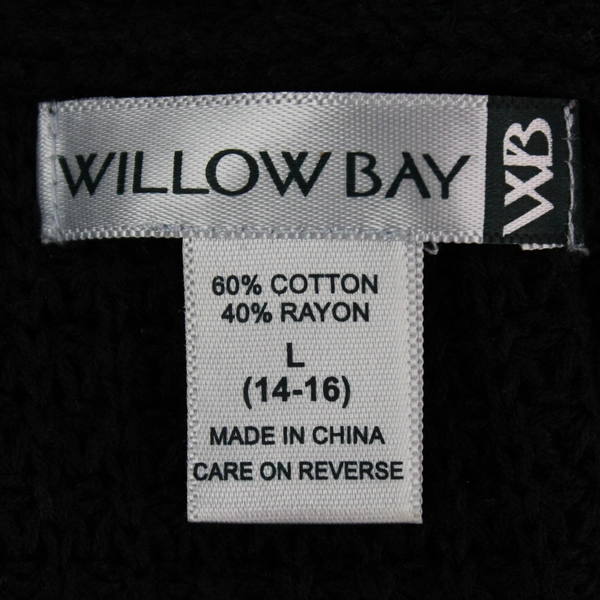 WILLOW BAY
WB
60% COTTON
40% RAYON
L
(14-16)
MADE IN CHINA
CARE ON REVERSE